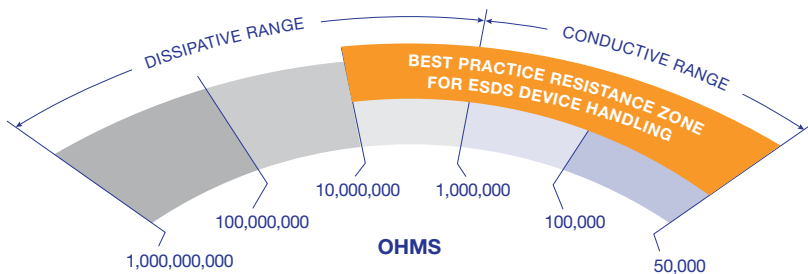 DISSIPATIVE RANGE
CONDUCTIVE RANGE
BEST PRACTICE RESISTANCE ZONE
FOR ESDS DEVICE HANDLING
1,000,000,000
100,000,000
10,000,000
1,000,000
100,000
50,000
OHMS